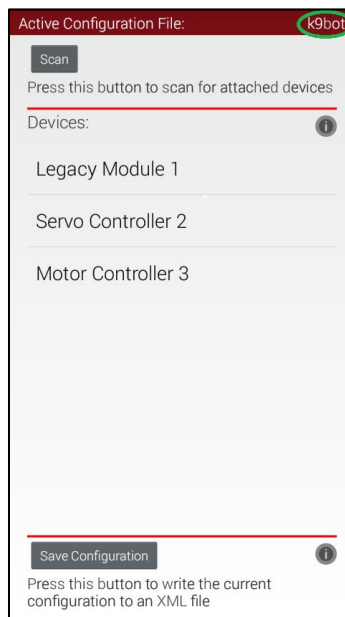 Active Configuration File: k9bot
Scan
Press this button to scan for attached devices
Devices:
Legacy Module 1
Servo Controller 2
Motor Controller 3
Save Configuration
Press this button to write the current
configuration to an XML file